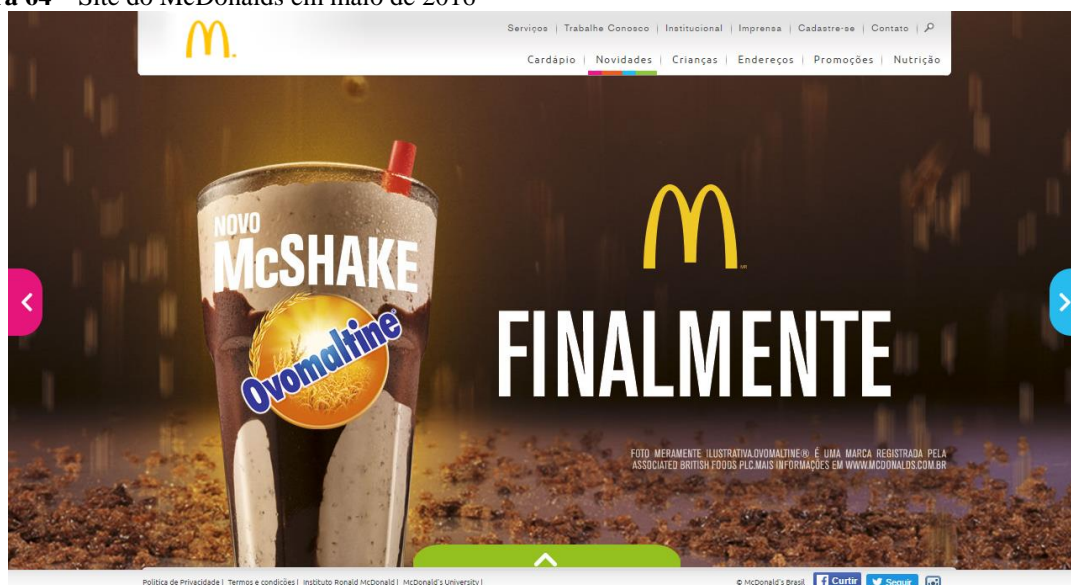 a 64 – Site do McDonalds em maio de 2016
Serviços | Trabalhe Conosco | Institucional | Imprensa | Cadastre-se | Contato |
Cardápio | Novidades | Crianças | Endereços | Promoções | Nutrição
NOVO
McSHAKE
Ovomaltine
FINALMENTE
FOTO MERAMENTE ILUSTRATIVA.OVOMALTINE® É UMA MARCA REGISTRADA PELA
ASSOCIATED BRITISH FOODS PLC.MAIS INFORMAÇÕES EM WWW.MCDONALDS.COM.BR
Política de Privacidade | Termos e condições | Instituto Ronald McDonald | McDonald's University |
© McDonald's Brasil Curtir Seguir